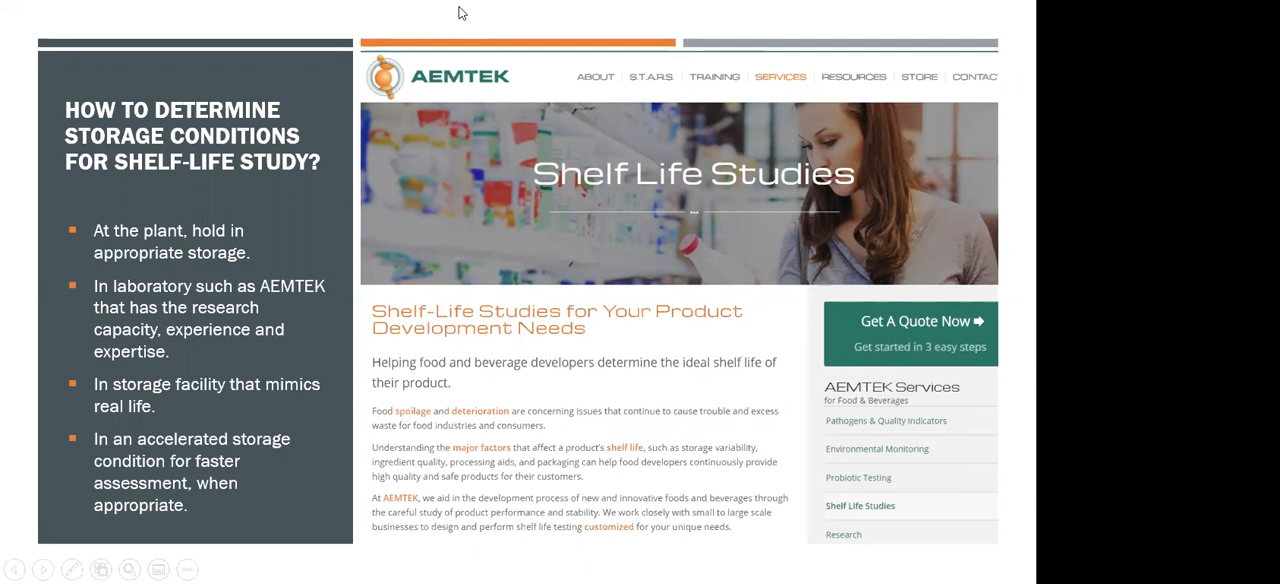 HOW TO DETERMINE
STORAGE CONDITIONS
FOR SHELF-LIFE STUDY?
At the plant, hold in
appropriate storage.
In laboratory such as AEMTEK
that has the research
capacity, experience and
expertise.
In storage facility that mimics
real life.
In an accelerated storage
condition for faster
assessment, when
appropriate.
AEMTEK
ABOUT S.T.A.R.S. TRAINING SERVICES RESOURCES STORE CONTAC
Shelf Life Studies
Shelf-Life Studies for Your Product
Development Needs
Helping food and beverage developers determine the ideal shelf life of
their product.
Food spoilage and deterioration are concerning issues that continue to cause trouble and excess
waste for food industries and consumers.
Understanding the major factors that affect a product's shelf life, such as storage variability,
ingredient quality, processing aids, and packaging can help food developers continuously provide
high quality and safe products for their customers.
At AEMTEK, we aid in the development process of new and innovative foods and beverages through
the careful study of product performance and stability. We work closely with small to large scale
businesses to design and perform shelf life testing customized for your unique needs.
Get A Quote Now
Get started in 3 easy steps
AEMTEK Services
for Food & Beverages
Pathogens & Quality Indicators
Environmental Monitoring
Probiotic Testing
Shelf Life Studies
Research